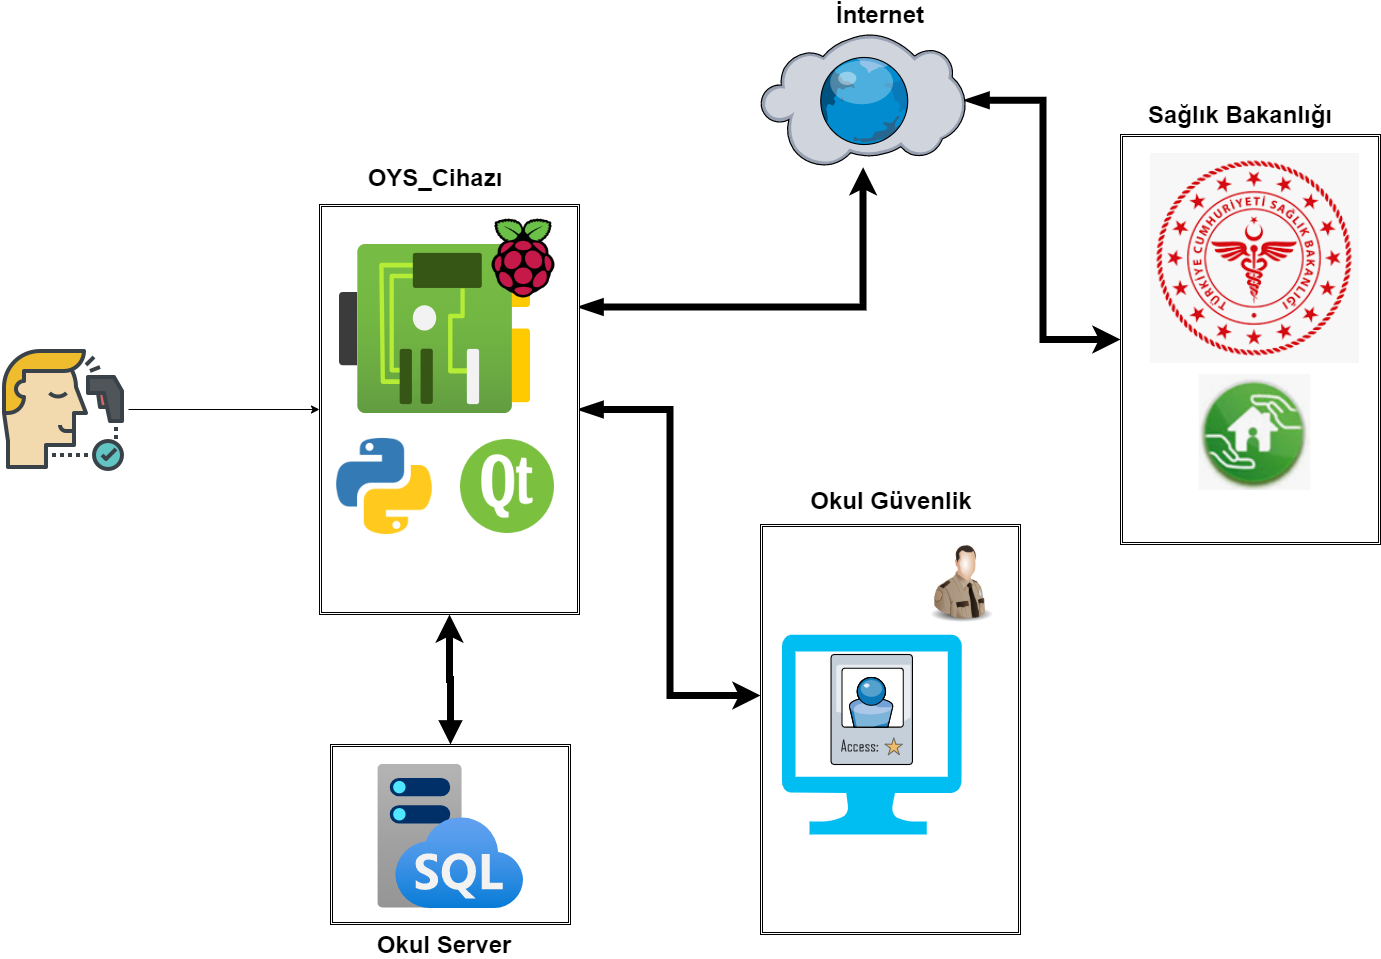 İnternet
Sağlık Bakanlığı
TÜRKİYE CUMHURİYETİ SAĞLIK BAKANLIĞI
OYS_Cihazı
Qt
Okul Güvenlik
Access:
SQL
Okul Server